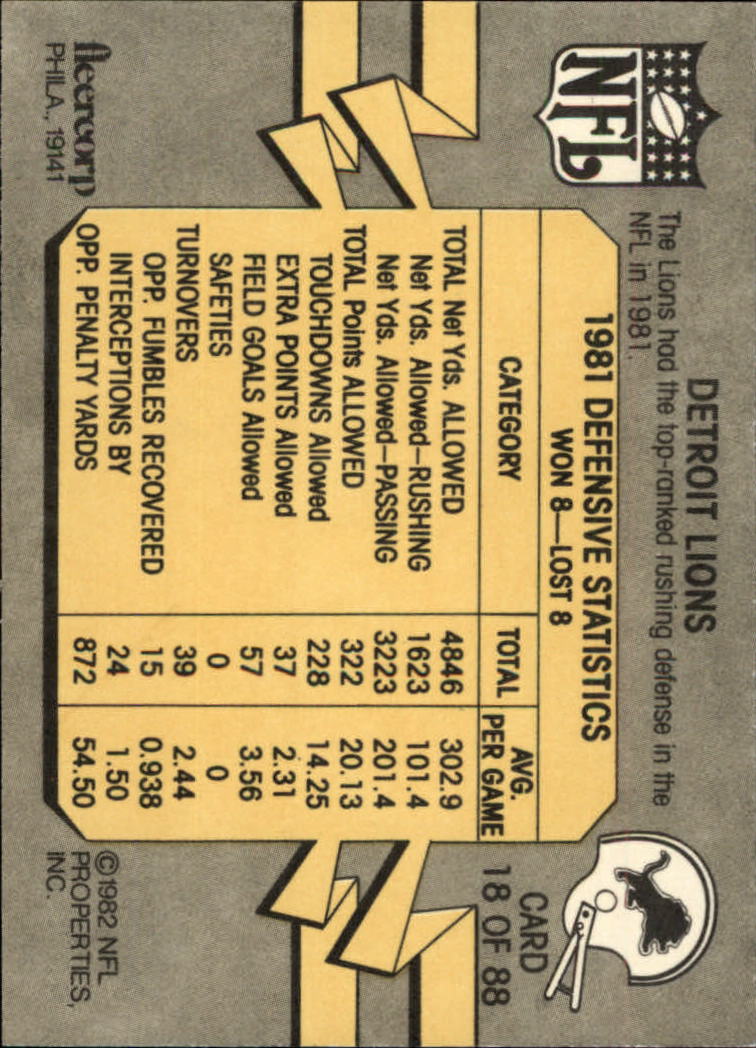 NFL
DETROIT LIONS
The Lions had the top-ranked rushing defense in the
NFL in 1981.
CARD
18 OF 88
1981 DEFENSIVE STATISTICS
WON 8—LOST 8
CATEGORY TOTAL AVG. PER GAME
TOTAL Net Yds. ALLOWED 4846 302.9
Net Yds. Allowed—RUSHING 1623 101.4
Net Yds. Allowed—PASSING 3223 201.4
TOTAL Points ALLOWED 322 20.13
TOUCHDOWNS Allowed 228 14.25
EXTRA POINTS Allowed 37 2.31
FIELD GOALS Allowed 57 3.56
SAFETIES 0 0
TURNOVERS 39 2.44
OPP. FUMBLES RECOVERED 15 0.938
INTERCEPTIONS BY 24 1.50
OPP. PENALTY YARDS 872 54.50
fleercorp
PHILA., 19141
©1982 NFL
PROPERTIES,
INC.